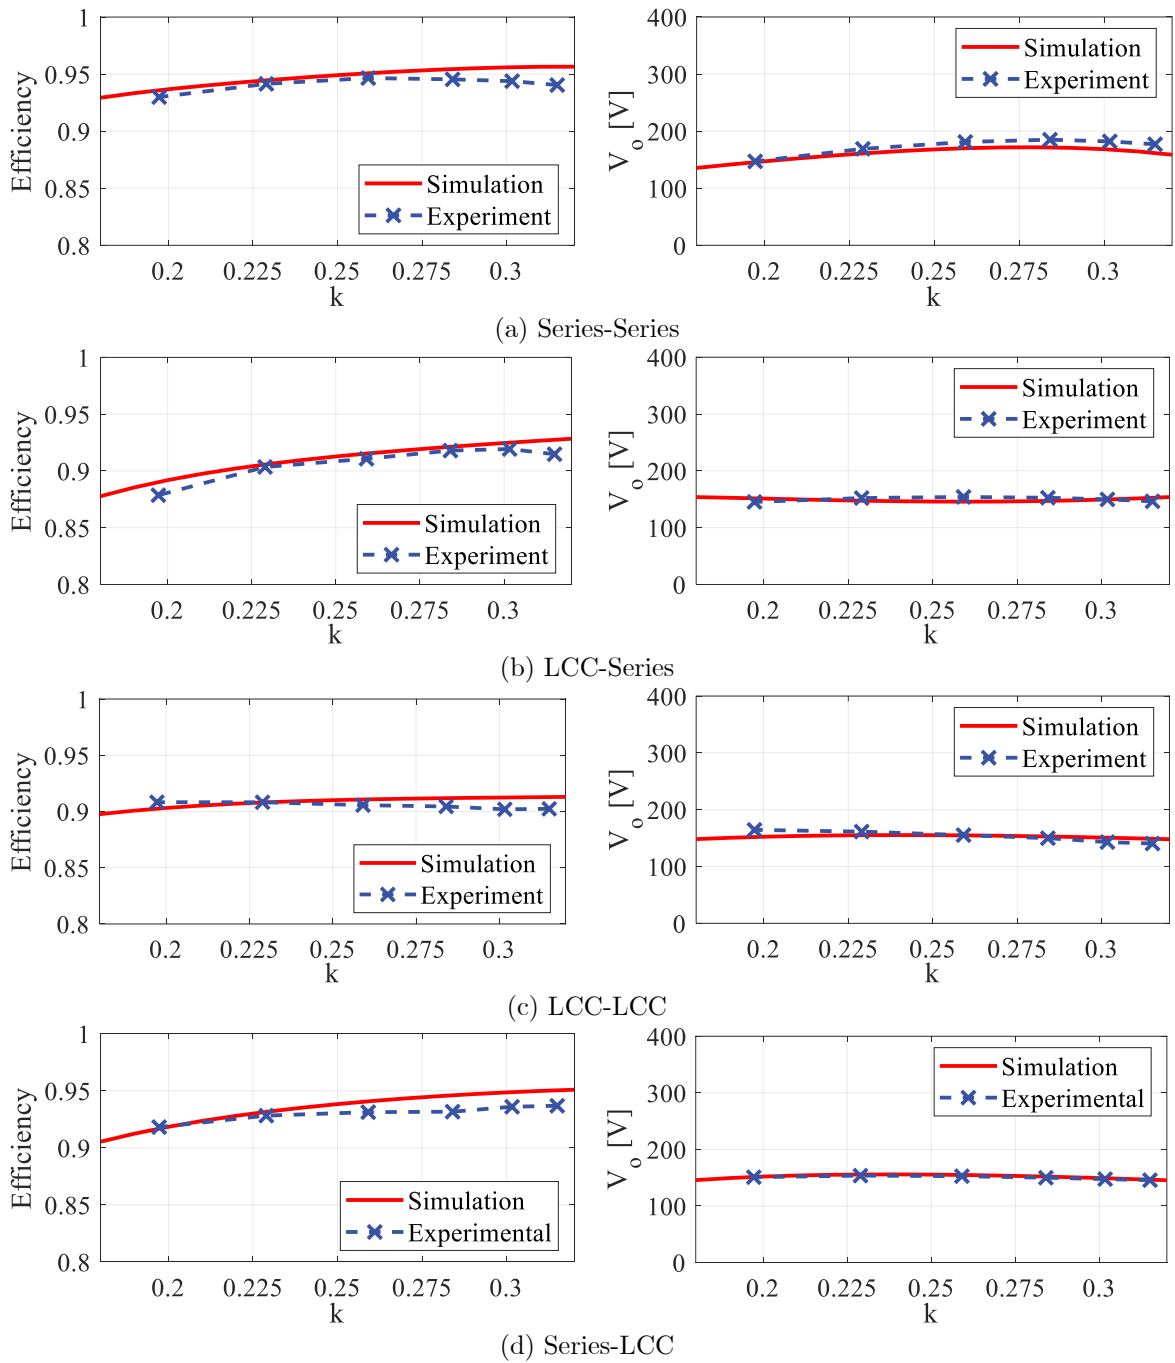 1
0.95
0.9
0.85
0.8
Efficiency
Simulation
Experiment
0.2 0.225 0.25 0.275 0.3
k
400
300
200
100
0
V_o [V]
Simulation
Experiment
0.2 0.225 0.25 0.275 0.3
k
(a) Series-Series
1
0.95
0.9
0.85
0.8
Efficiency
Simulation
Experiment
0.2 0.225 0.25 0.275 0.3
k
400
300
200
100
0
V_o [V]
Simulation
Experiment
0.2 0.225 0.25 0.275 0.3
k
(b) LCC-Series
1
0.95
0.9
0.85
0.8
Efficiency
Simulation
Experiment
0.2 0.225 0.25 0.275 0.3
k
400
300
200
100
0
V_o [V]
Simulation
Experiment
0.2 0.225 0.25 0.275 0.3
k
(c) LCC-LCC
1
0.95
0.9
0.85
0.8
Efficiency
Simulation
Experimental
0.2 0.225 0.25 0.275 0.3
k
400
300
200
100
0
V_o [V]
Simulation
Experimental
0.2 0.225 0.25 0.275 0.3
k
(d) Series-LCC